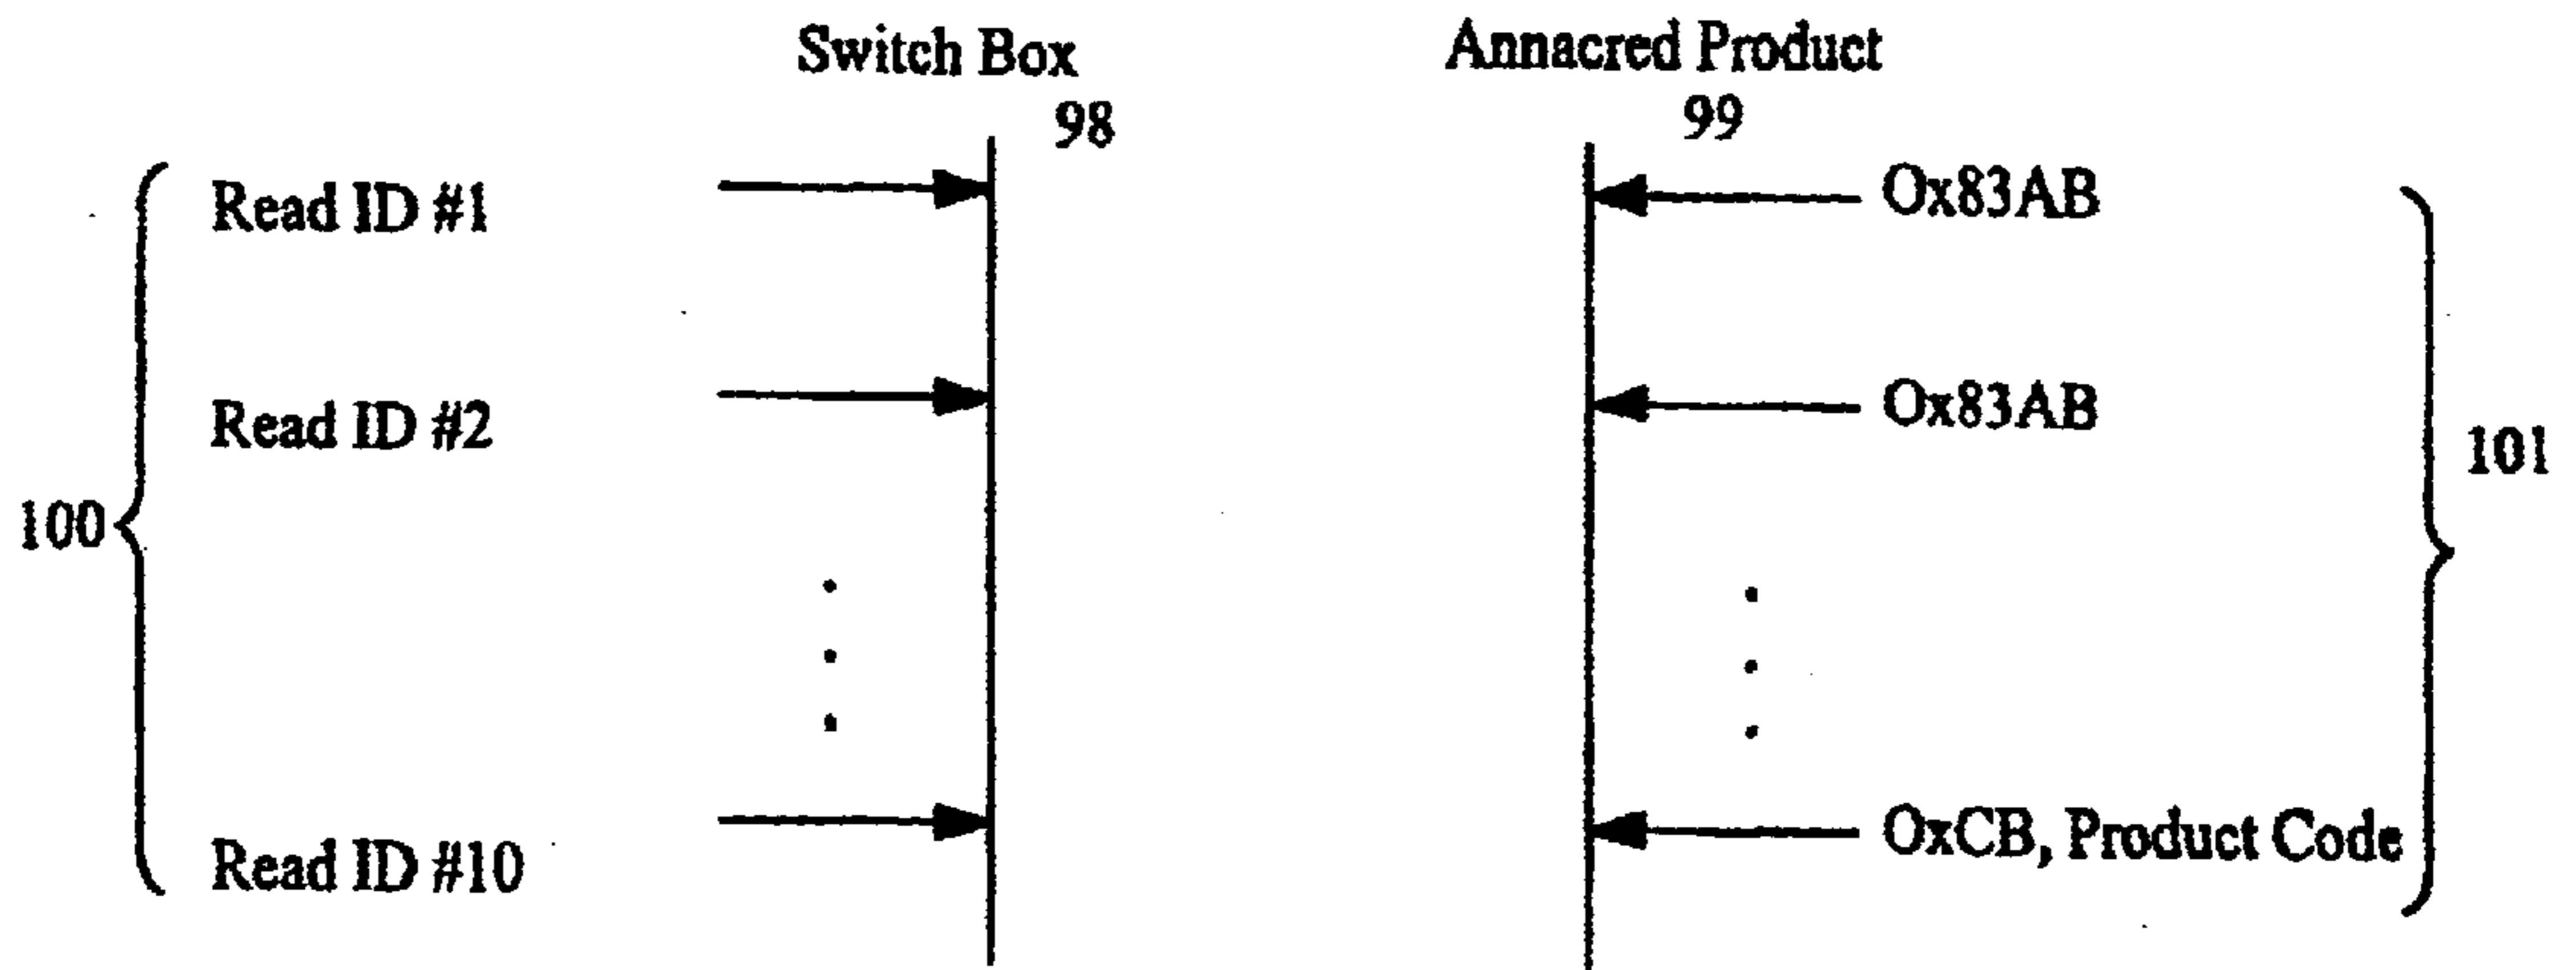 Switch Box
98
Annacred Product
99
Read ID #1
Ox83AB
Read ID #2
Ox83AB
100
101
Read ID #10
OxCB, Product Code